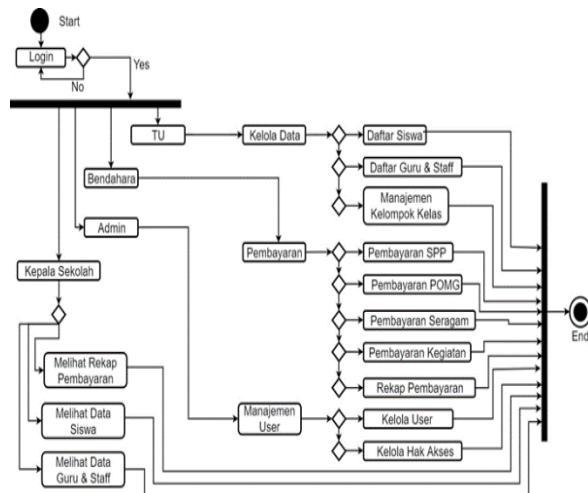 Start
Login
Yes
No
TU
Kelola Data
Daftar Siswa
Daftar Guru & Staff
Manajemen
Kelompok Kelas
Bendahara
Admin
Pembayaran
Pembayaran SPP
Pembayaran POMG
Pembayaran Seragam
Pembayaran Kegiatan
Rekap Pembayaran
End
Kepala Sekolah
Melihat Rekap
Pembayaran
Melihat Data
Siswa
Melihat Data
Guru & Staff
Manajemen
User
Kelola User
Kelola Hak Akses